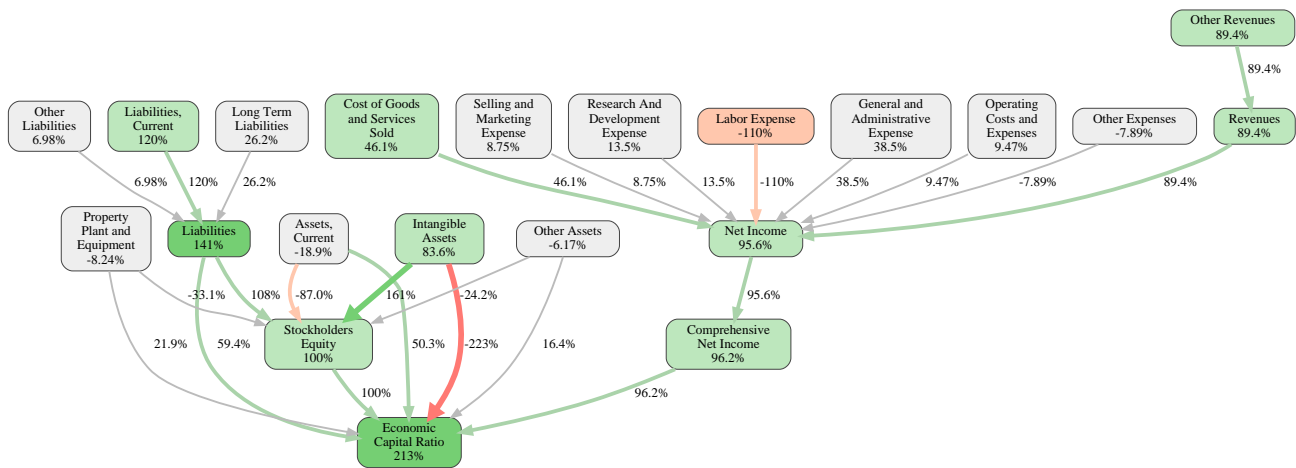 Other Revenues
89.4%
89.4%
Other
Liabilities
6.98%
Liabilities,
Current
120%
Long Term
Liabilities
26.2%
Cost of Goods
and Services
Sold
46.1%
Selling and
Marketing
Expense
8.75%
Research And
Development
Expense
13.5%
Labor Expense
-110%
General and
Administrative
Expense
38.5%
Operating
Costs and
Expenses
9.47%
Other Expenses
-7.89%
Revenues
89.4%
6.98%
120%
26.2%
46.1%
8.75%
13.5%
-110%
38.5%
9.47%
-7.89%
89.4%
Property
Plant and
Equipment
-8.24%
Liabilities
141%
Assets,
Current
-18.9%
Intangible
Assets
83.6%
Other Assets
-6.17%
Net Income
95.6%
-33.1%
108%
-87.0%
161%
-24.2%
95.6%
Stockholders
Equity
100%
Comprehensive
Net Income
96.2%
21.9%
59.4%
50.3%
-223%
16.4%
100%
96.2%
Economic
Capital Ratio
213%